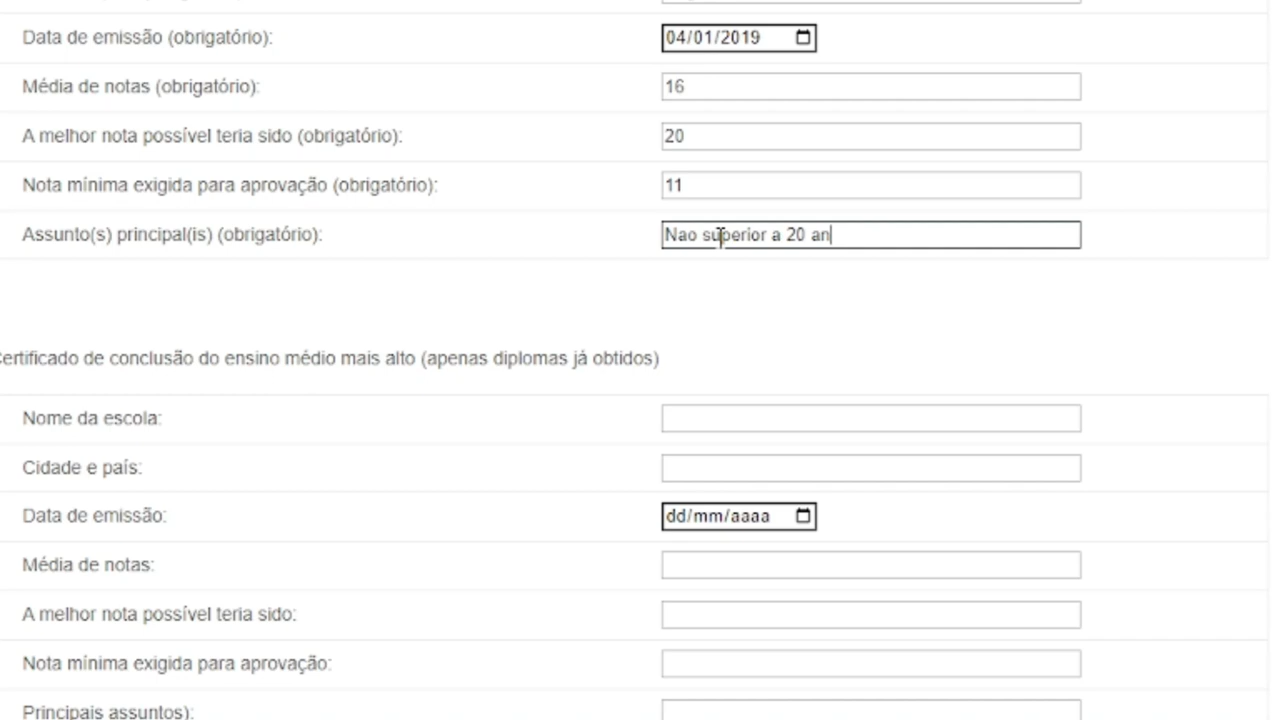 Data de emissão (obrigatório): 04/01/2019
Média de notas (obrigatório): 16
A melhor nota possível teria sido (obrigatório): 20
Nota mínima exigida para aprovação (obrigatório): 11
Assunto(s) principal(is) (obrigatório): Nao superior a 20 an
ertificado de conclusão do ensino médio mais alto (apenas diplomas já obtidos)
Nome da escola:
Cidade e país:
Data de emissão: dd/mm/aaaa
Média de notas:
A melhor nota possível teria sido:
Nota mínima exigida para aprovação:
Principais assuntos):